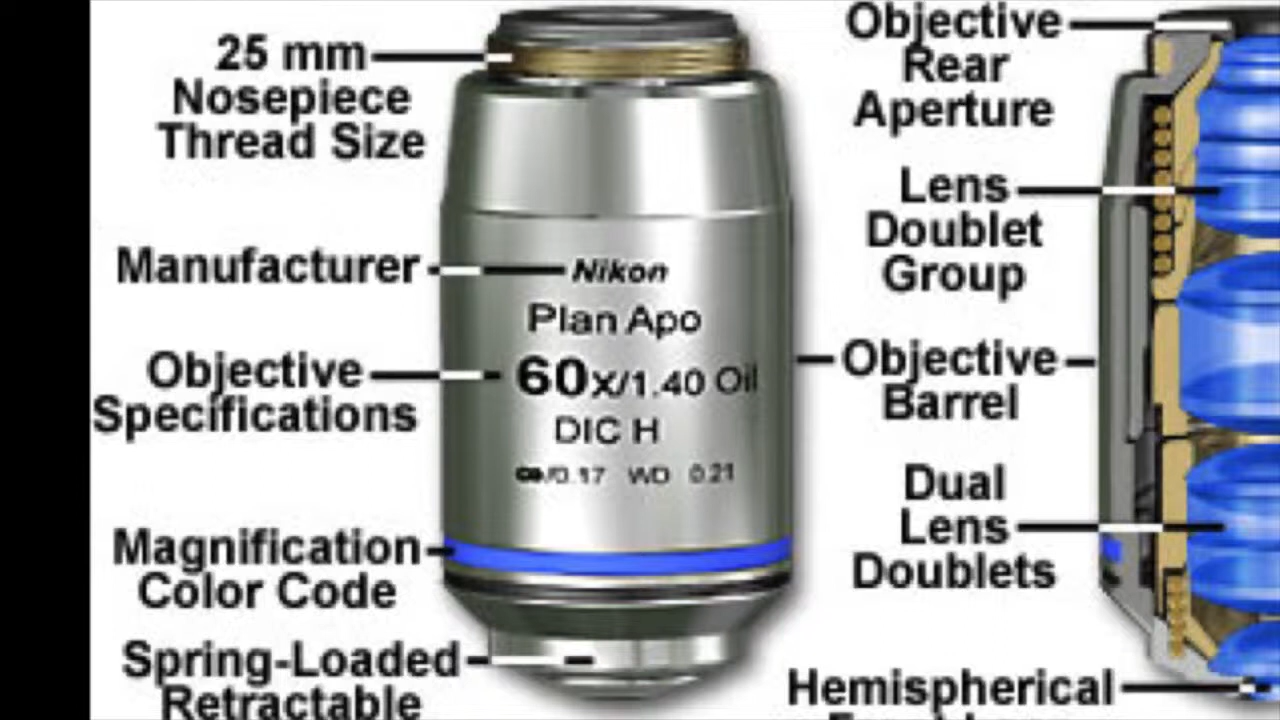 25 mm
Nosepiece
Thread Size
Manufacturer
Objective
Specifications
Magnification
Color Code
Spring-Loaded
Retractable
Nikon
Plan Apo
60x/1.40 Oil
DIC H
∞/0.17 WD 0.21
Objective
Rear
Aperture
Lens
Doublet
Group
Objective
Barrel
Dual
Lens
Doublets
Hemispherical